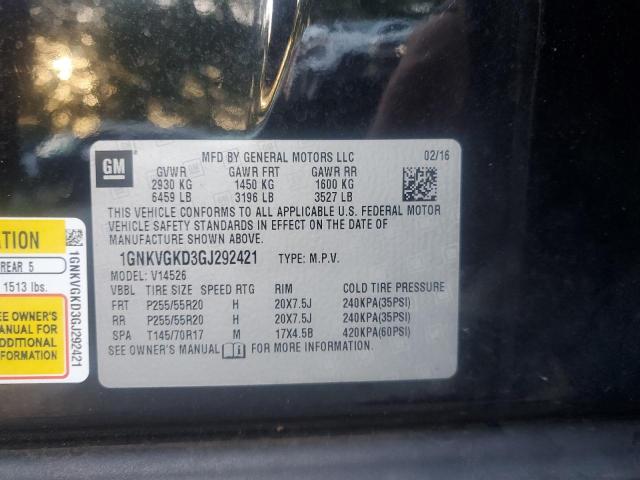 GM
MFD BY GENERAL MOTORS LLC
02/16
GVWR GAWR FRT GAWR RR
2930 KG 1450 KG 1600 KG
6459 LB 3196 LB 3527 LB
THIS VEHICLE CONFORMS TO ALL APPLICABLE U.S. FEDERAL MOTOR
VEHICLE SAFETY STANDARDS IN EFFECT ON THE DATE OF
MANUFACTURE SHOWN ABOVE.
1GNKVGKD3GJ292421 TYPE: M.P.V.
MODEL: V14526
VBBL TIRE SIZE SPEED RTG RIM COLD TIRE PRESSURE
FRT P255/55R20 H 20X7.5J 240KPA(35PSI)
RR P255/55R20 H 20X7.5J 240KPA(35PSI)
SPA T145/70R17 M 17X4.5B 420KPA(60PSI)
SEE OWNER'S MANUAL FOR MORE INFORMATION.
ATION
REAR 5
1513 lbs.
SEE OWNER'S
MANUAL FOR
ADDITIONAL
INFORMATION
1GNKVGKD3GJ292421